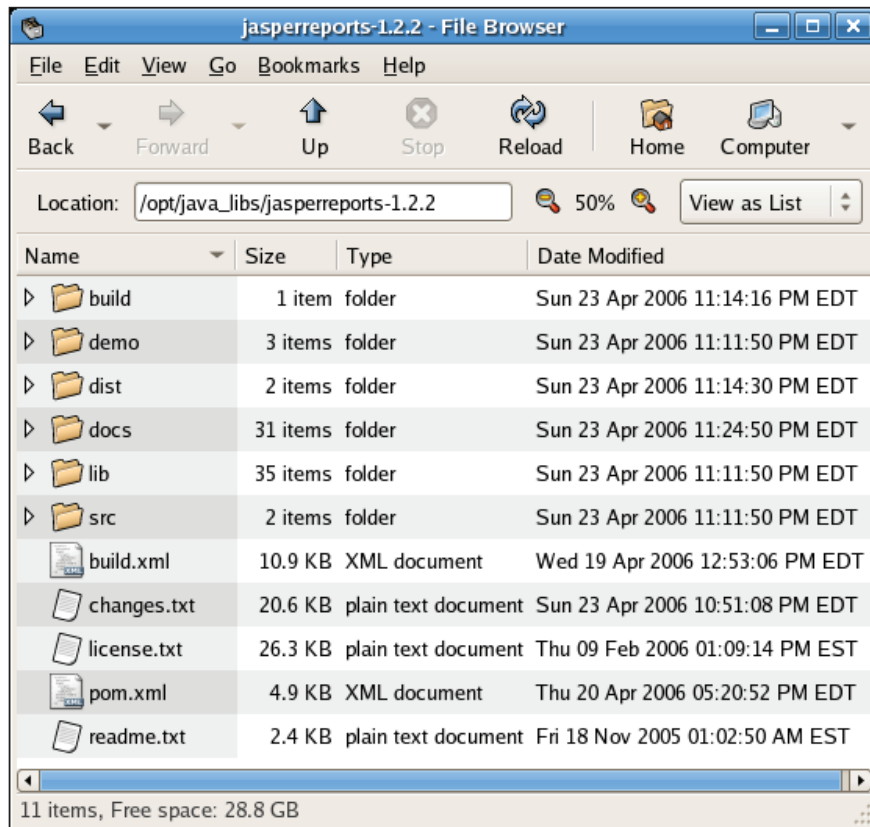 jasperreports-1.2.2 - File Browser
File Edit View Go Bookmarks Help
Back Forward Up Stop Reload Home Computer
Location: /opt/java_libs/jasperreports-1.2.2 50% View as List
Name Size Type Date Modified
build 1 item folder Sun 23 Apr 2006 11:14:16 PM EDT
demo 3 items folder Sun 23 Apr 2006 11:11:50 PM EDT
dist 2 items folder Sun 23 Apr 2006 11:14:30 PM EDT
docs 31 items folder Sun 23 Apr 2006 11:24:50 PM EDT
lib 35 items folder Sun 23 Apr 2006 11:11:50 PM EDT
src 2 items folder Sun 23 Apr 2006 11:11:50 PM EDT
build.xml 10.9 KB XML document Wed 19 Apr 2006 12:53:06 PM EDT
changes.txt 20.6 KB plain text document Sun 23 Apr 2006 10:51:08 PM EDT
license.txt 26.3 KB plain text document Thu 09 Feb 2006 01:09:14 PM EST
pom.xml 4.9 KB XML document Thu 20 Apr 2006 05:20:52 PM EDT
readme.txt 2.4 KB plain text document Fri 18 Nov 2005 01:02:50 AM EST
11 items, Free space: 28.8 GB